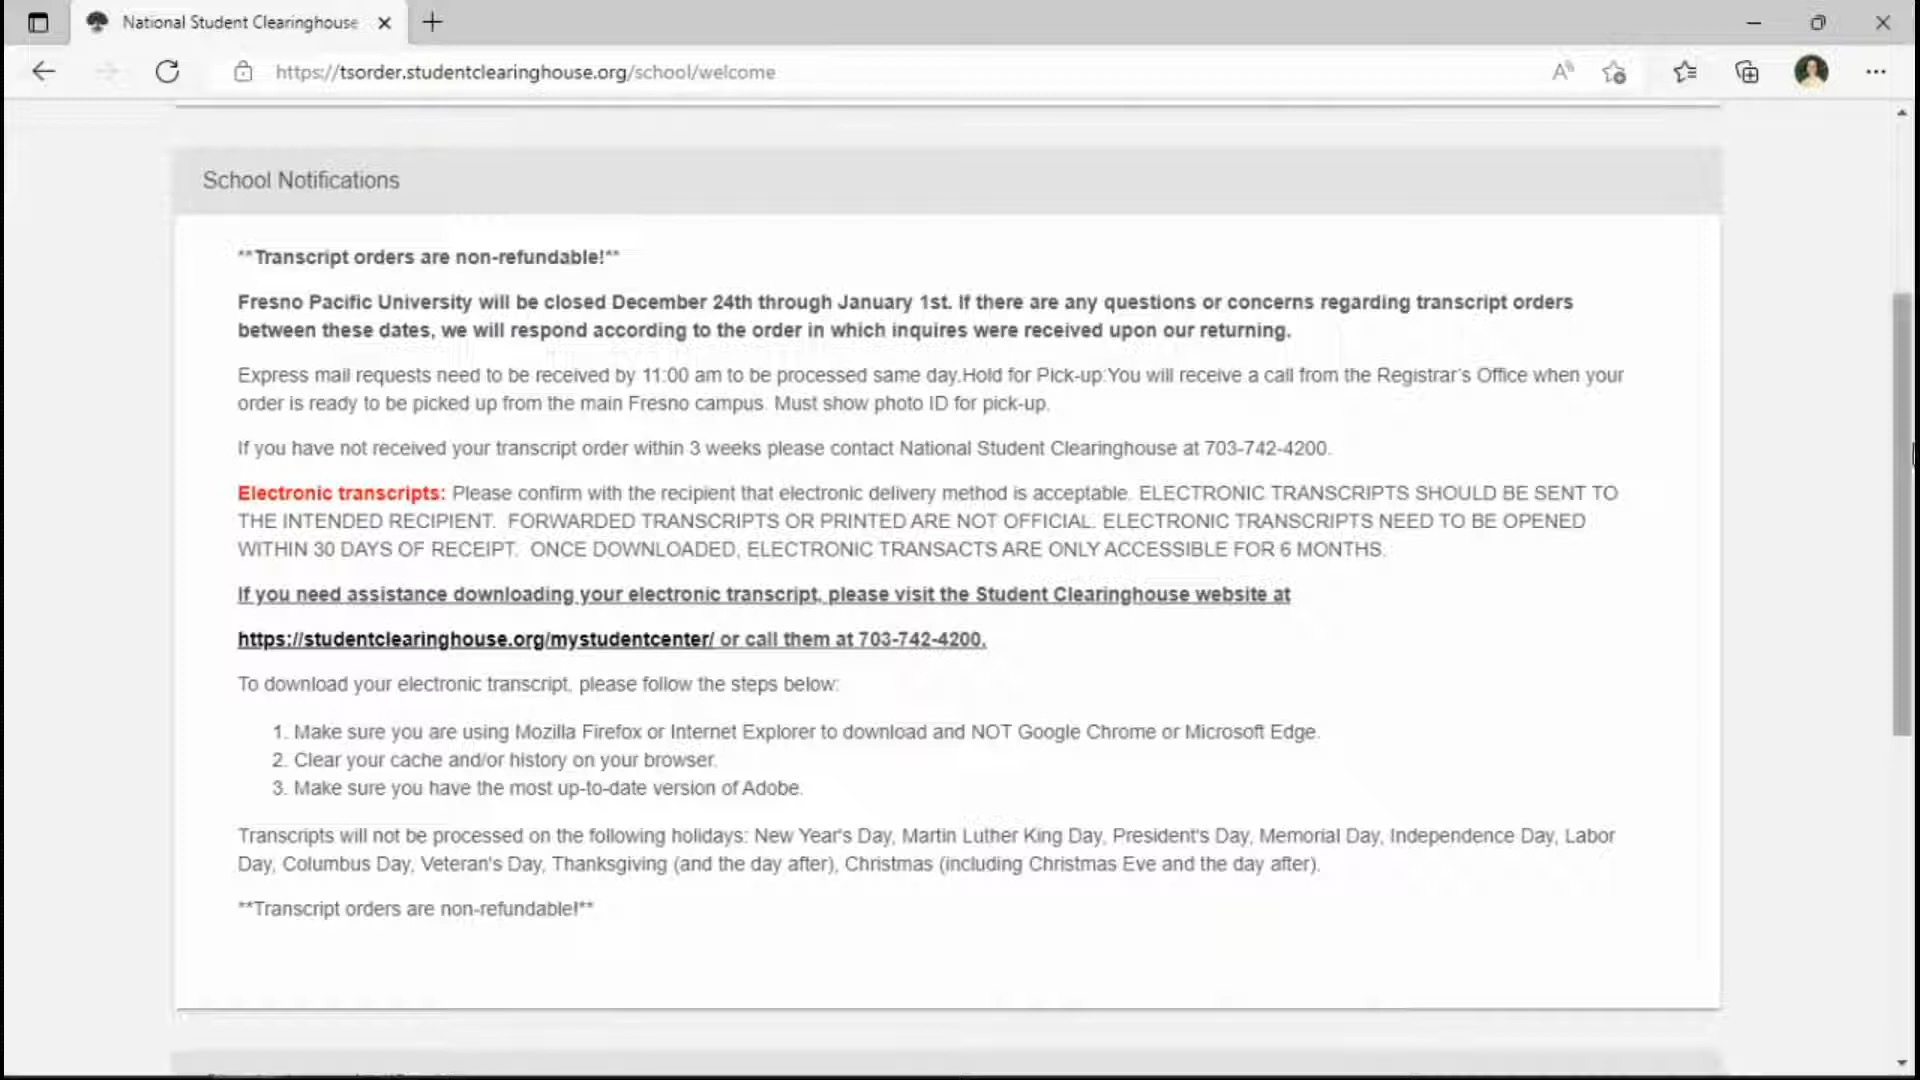 National Student Clearinghouse
https://tsorder.studentclearinghouse.org/school/welcome
School Notifications
**Transcript orders are non-refundable!**
Fresno Pacific University will be closed December 24th through January 1st. If there are any questions or concerns regarding transcript orders
between these dates, we will respond according to the order in which inquires were received upon our returning.
Express mail requests need to be received by 11:00 am to be processed same day.Hold for Pick-up:You will receive a call from the Registrar's Office when your
order is ready to be picked up from the main Fresno campus. Must show photo ID for pick-up.
If you have not received your transcript order within 3 weeks please contact National Student Clearinghouse at 703-742-4200.
Electronic transcripts: Please confirm with the recipient that electronic delivery method is acceptable. ELECTRONIC TRANSCRIPTS SHOULD BE SENT TO
THE INTENDED RECIPIENT. FORWARDED TRANSCRIPTS OR PRINTED ARE NOT OFFICIAL. ELECTRONIC TRANSCRIPTS NEED TO BE OPENED
WITHIN 30 DAYS OF RECEIPT. ONCE DOWNLOADED, ELECTRONIC TRANSACTS ARE ONLY ACCESSIBLE FOR 6 MONTHS.
If you need assistance downloading your electronic transcript, please visit the Student Clearinghouse website at
https://studentclearinghouse.org/mystudentcenter/ or call them at 703-742-4200.
To download your electronic transcript, please follow the steps below:
1. Make sure you are using Mozilla Firefox or Internet Explorer to download and NOT Google Chrome or Microsoft Edge.
2. Clear your cache and/or history on your browser.
3. Make sure you have the most up-to-date version of Adobe.
Transcripts will not be processed on the following holidays: New Year's Day, Martin Luther King Day, President's Day, Memorial Day, Independence Day, Labor
Day, Columbus Day, Veteran's Day, Thanksgiving (and the day after), Christmas (including Christmas Eve and the day after).
**Transcript orders are non-refundable!**